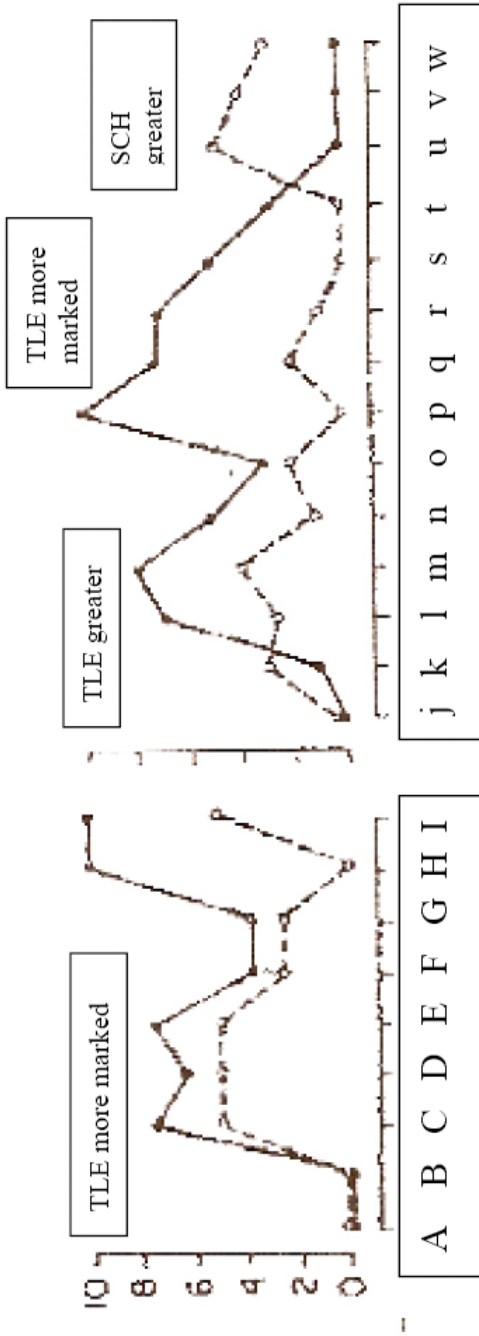 TLE more marked
TLE greater
TLE more
marked
SCH
greater
10
8
6
4
2
0
A B C D E F G H I
j k l m n o p q r s t u v w